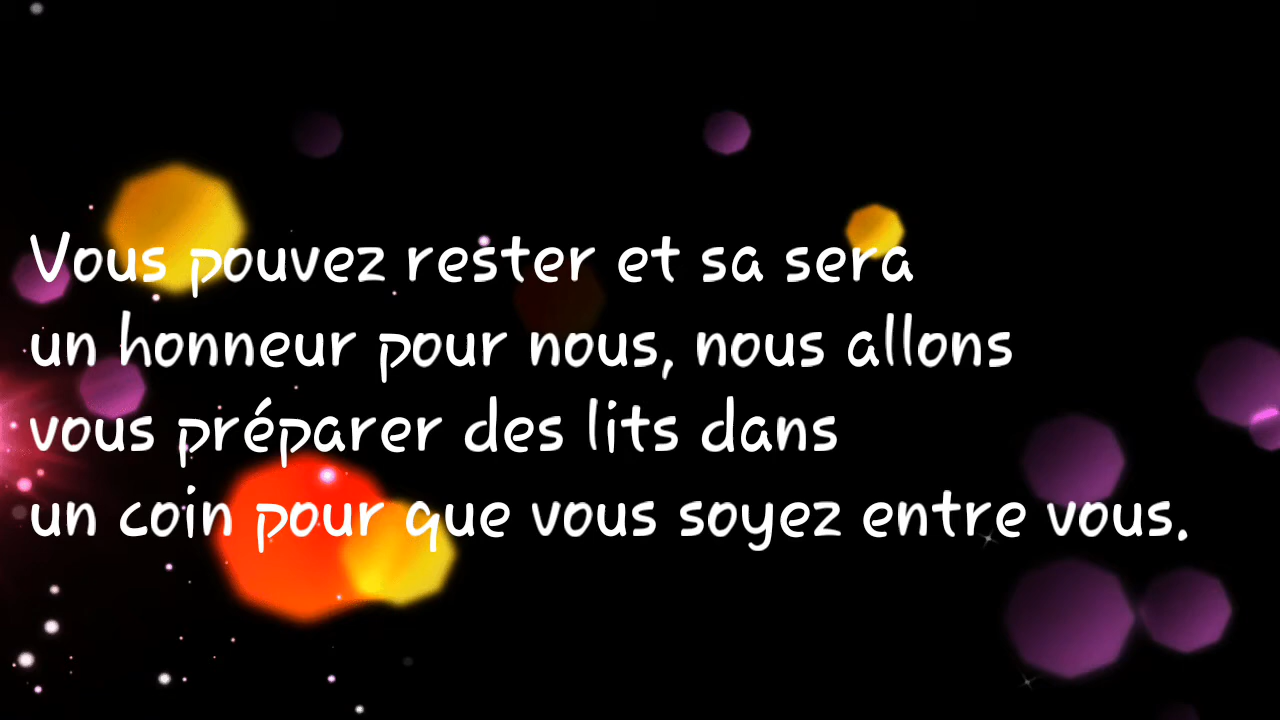 Vous pouvez rester et sa sera
un honneur pour nous, nous allons
vous préparer des lits dans
un coin pour que vous soyez entre vous.